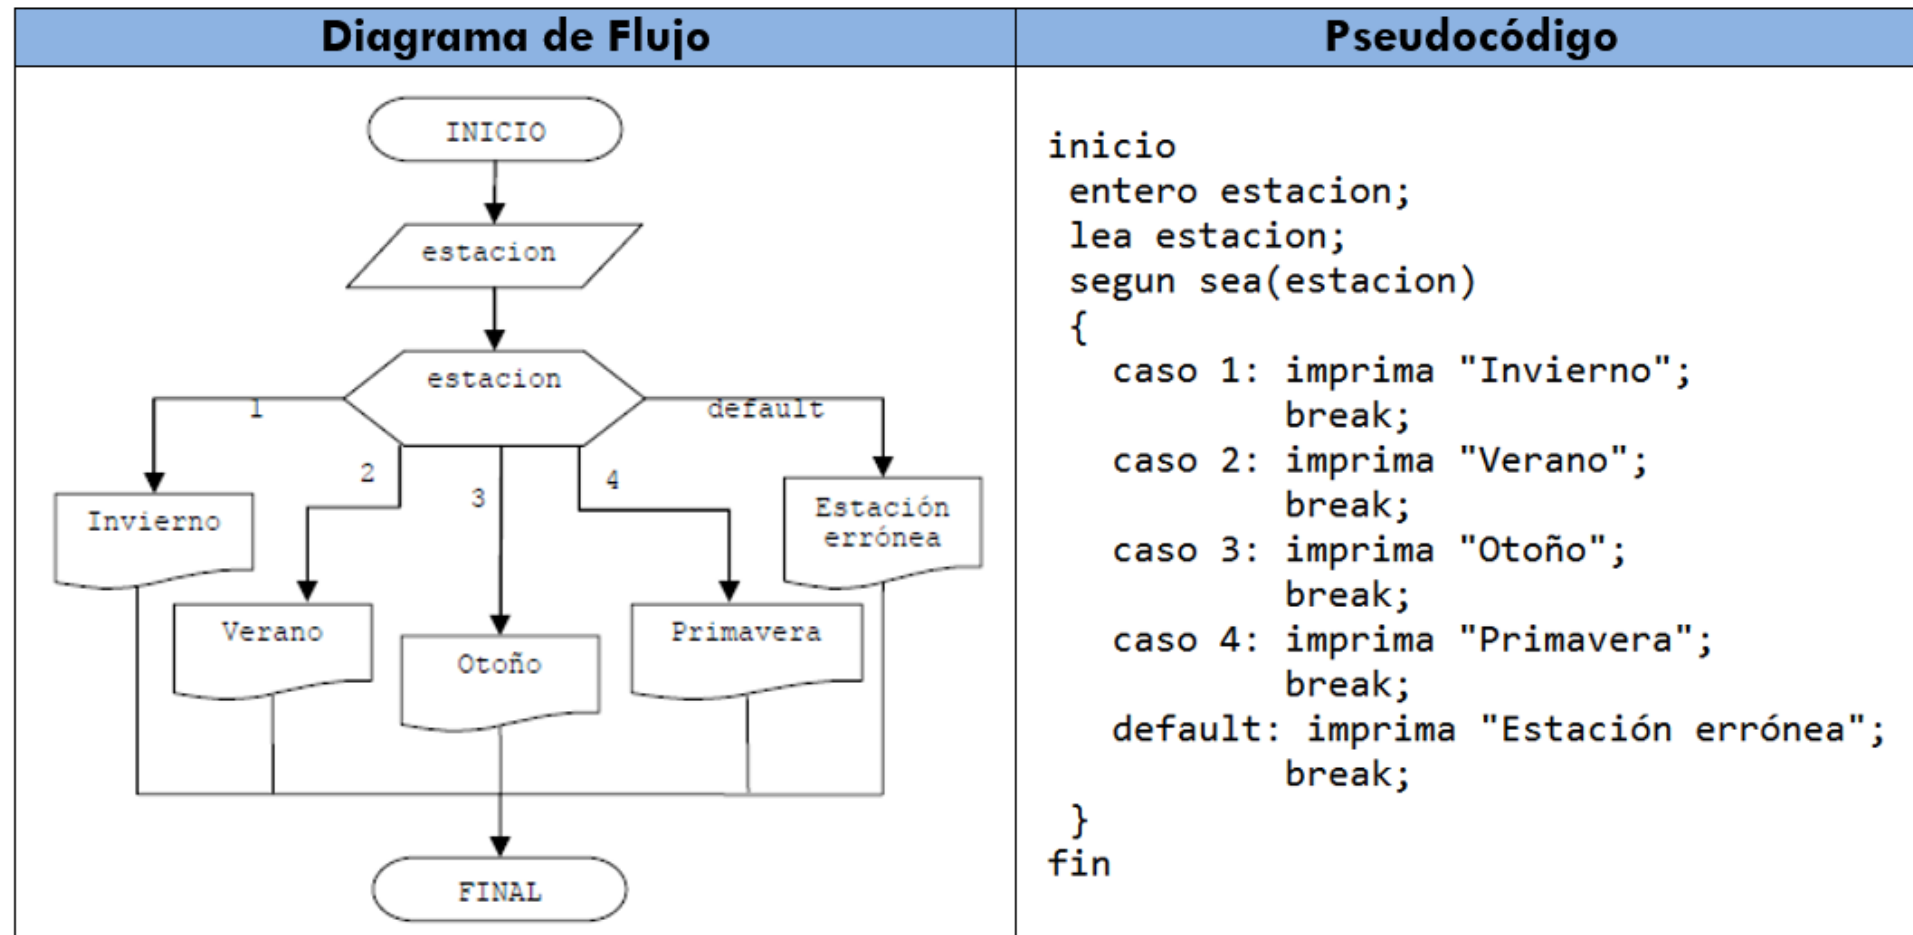 Diagrama de Flujo
INICIO
estacion
estacion
1
default
2
3
4
Invierno
Estación
errónea
Verano
Otoño
Primavera
FINAL
Pseudocódigo
inicio
entero estacion;
lea estacion;
segun sea(estacion)
{
caso 1: imprima "Invierno";
break;
caso 2: imprima "Verano";
break;
caso 3: imprima "Otoño";
break;
caso 4: imprima "Primavera";
break;
default: imprima "Estación errónea";
break;
}
fin